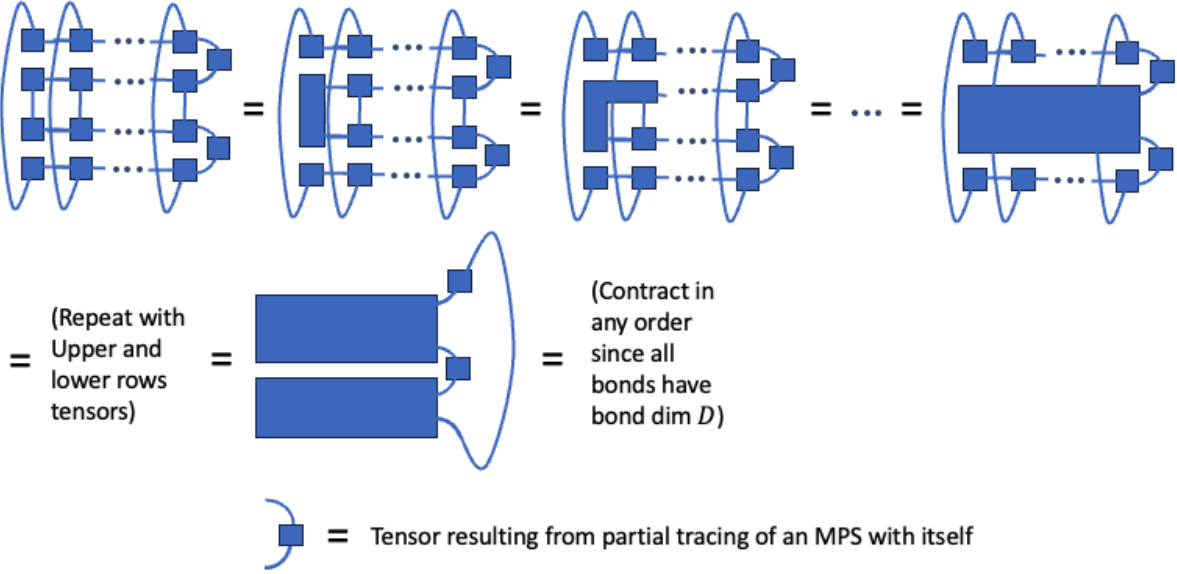 = = = ... =
=
(Repeat with
Upper and
lower rows
tensors)
=
=
(Contract in
any order
since all
bonds have
bond dim D)
= Tensor resulting from partial tracing of an MPS with itself